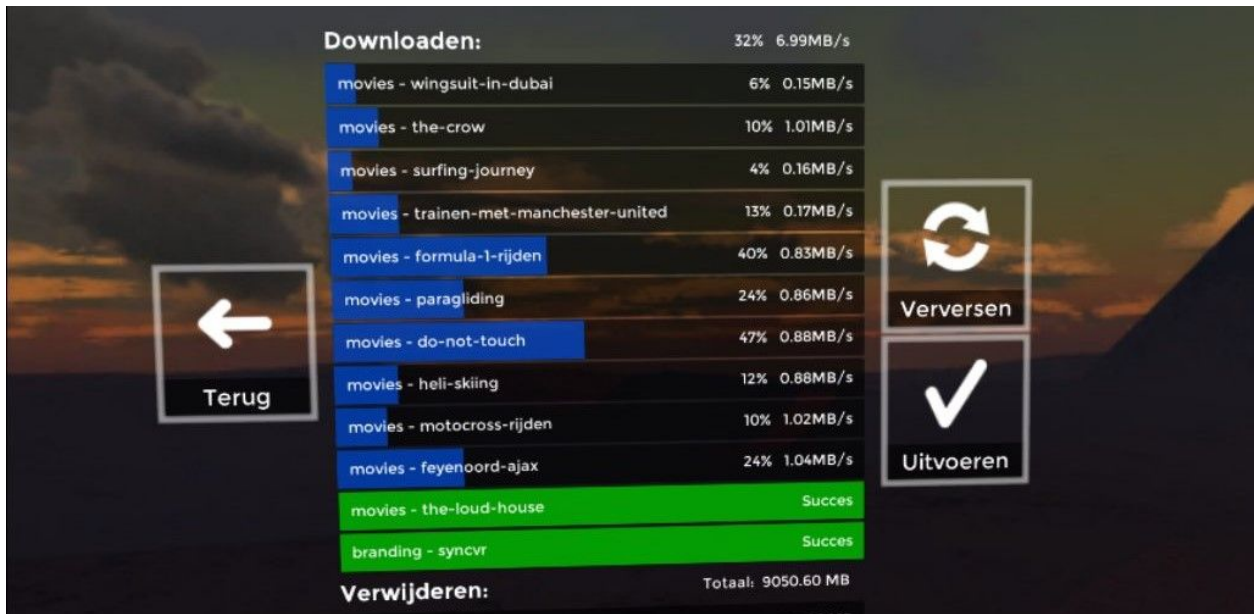 Downloaden: 32% 6.99MB/s
movies - wingsuit-in-dubai 6% 0.15MB/s
movies - the-crow 10% 1.01MB/s
movies - surfing-journey 4% 0.16MB/s
movies - trainen-met-manchester-united 13% 0.17MB/s
movies - formula-1-rijden 40% 0.83MB/s
movies - paragliding 24% 0.86MB/s
movies - do-not-touch 47% 0.88MB/s
movies - heli-skiing 12% 0.88MB/s
movies - motocross-rijden 10% 1.02MB/s
movies - feyenoord-ajax 24% 1.04MB/s
movies - the-loud-house Succes
branding - syncvr Succes
Verwijderen: Totaal: 9050.60 MB
Terug
Verversen
Uitvoeren